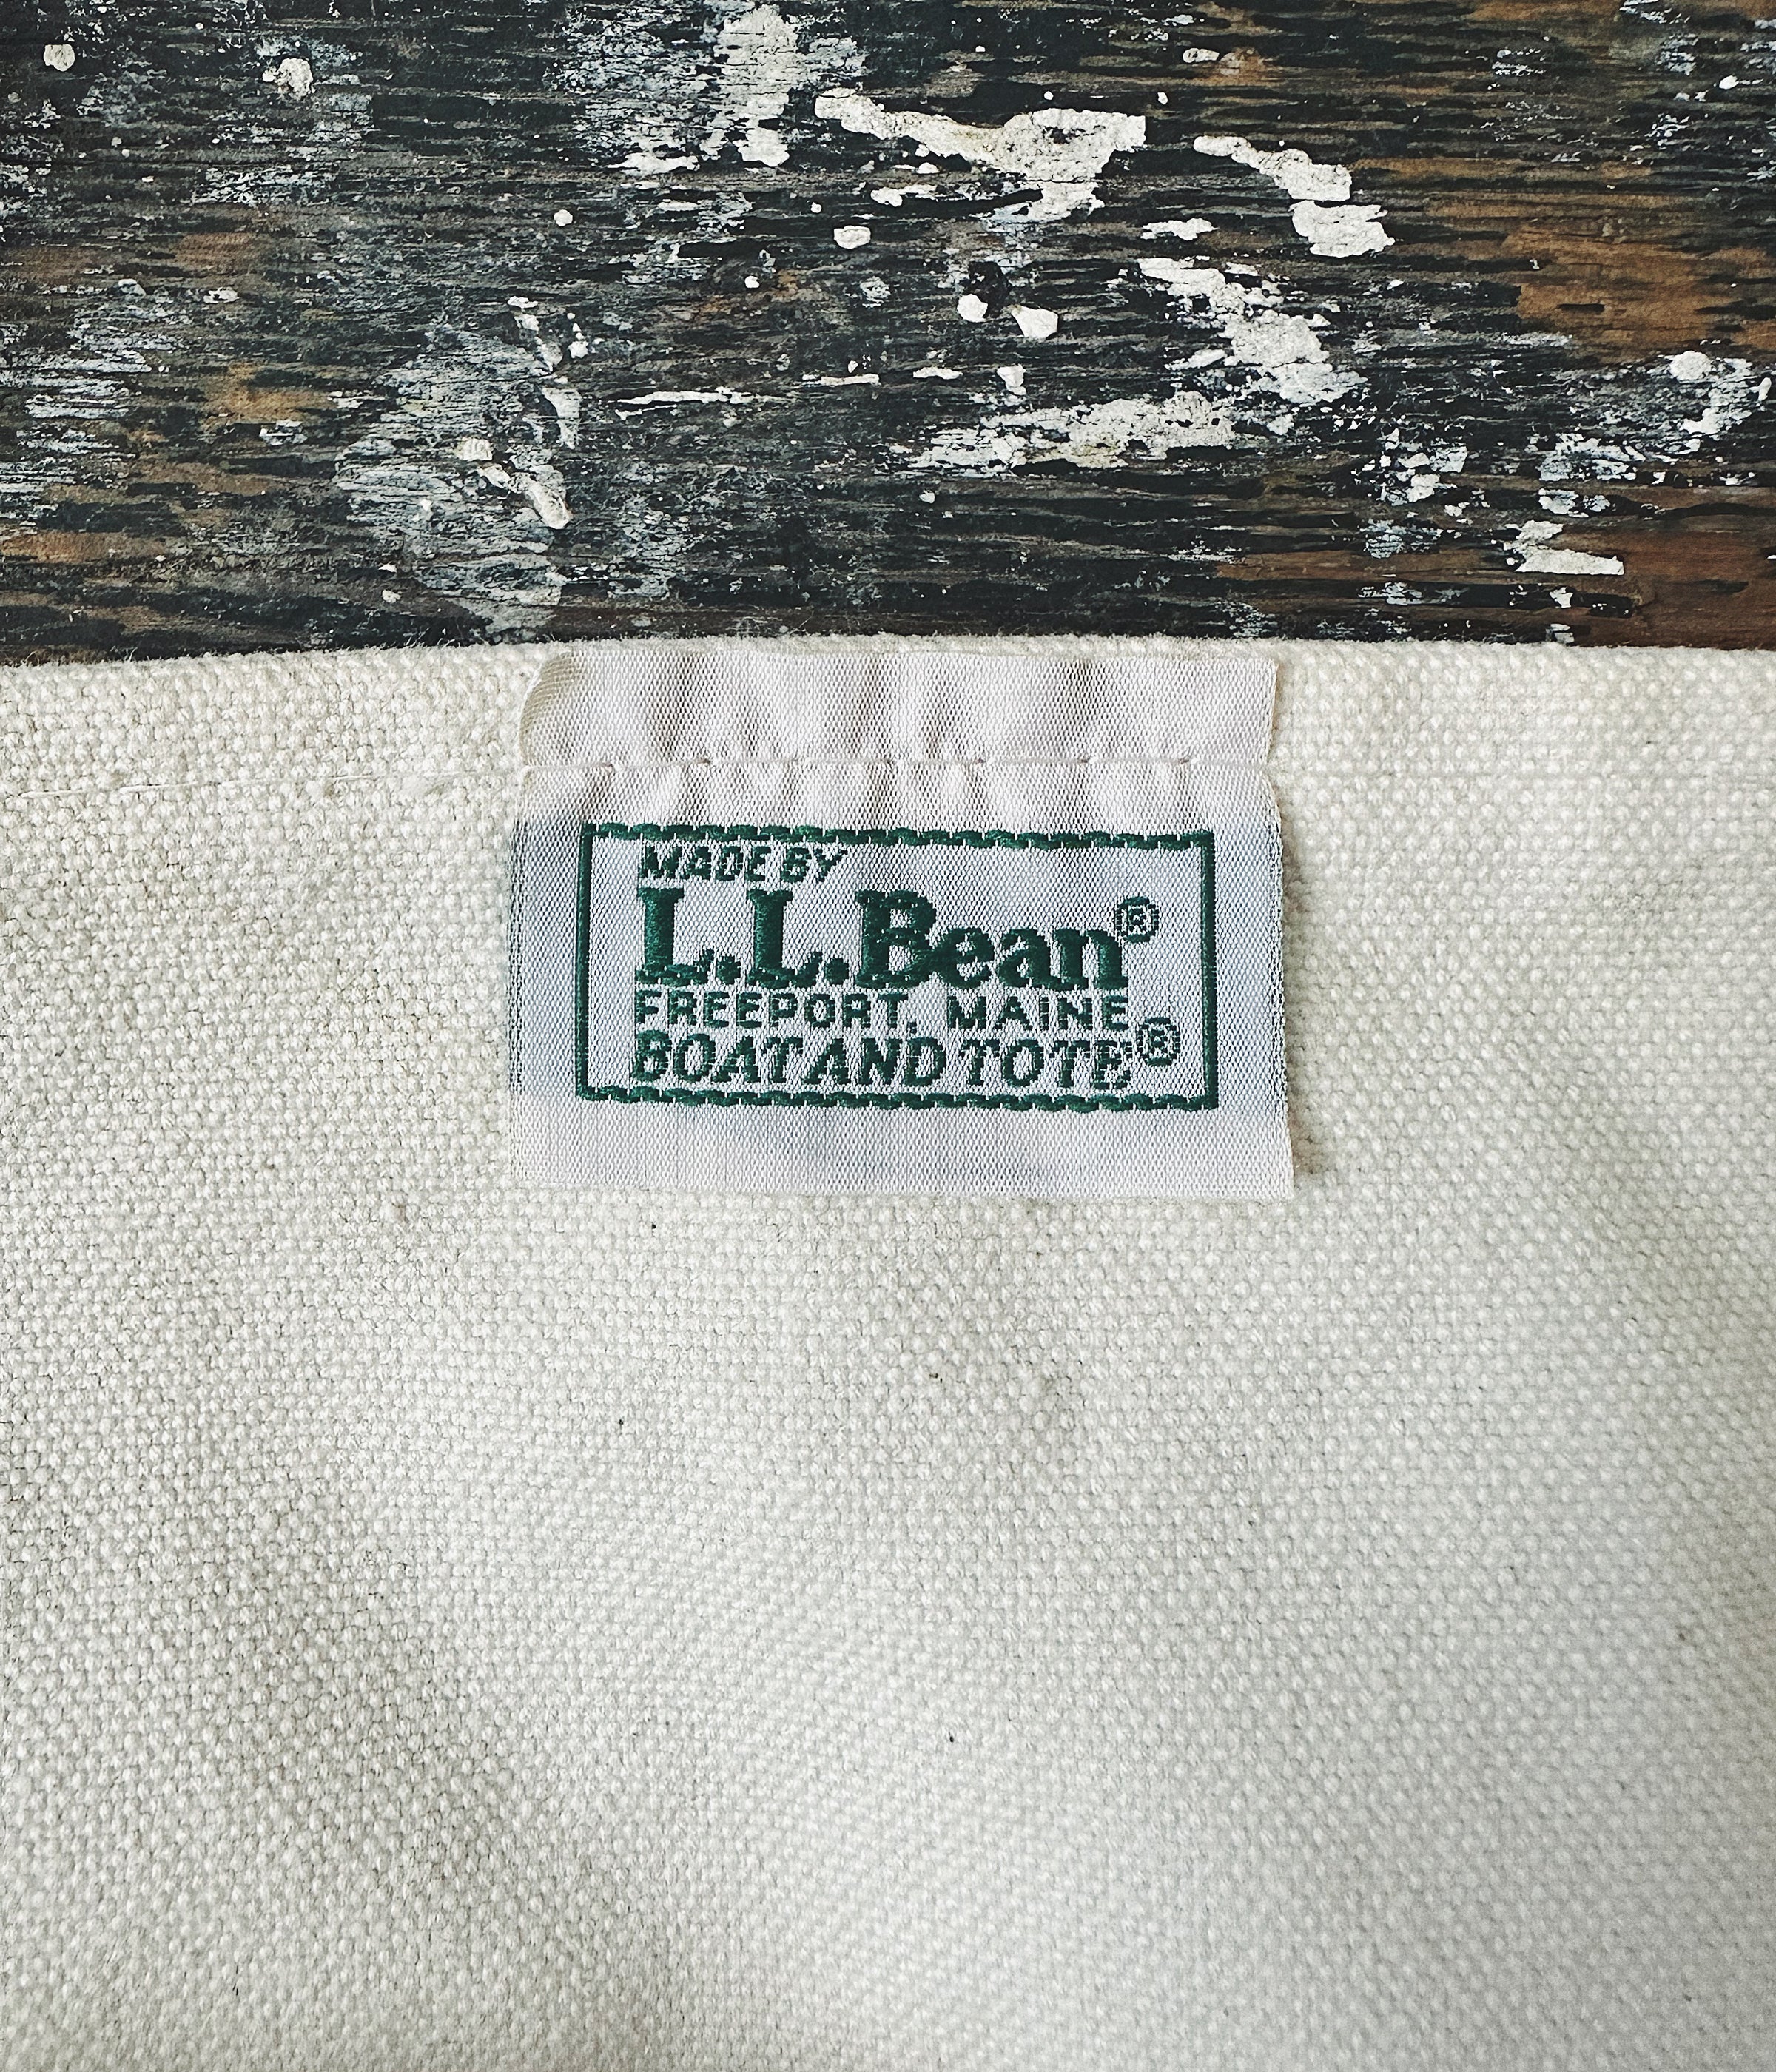 MADE BY
L.L.Bean®
FREEPORT, MAINE
BOAT AND TOTE®